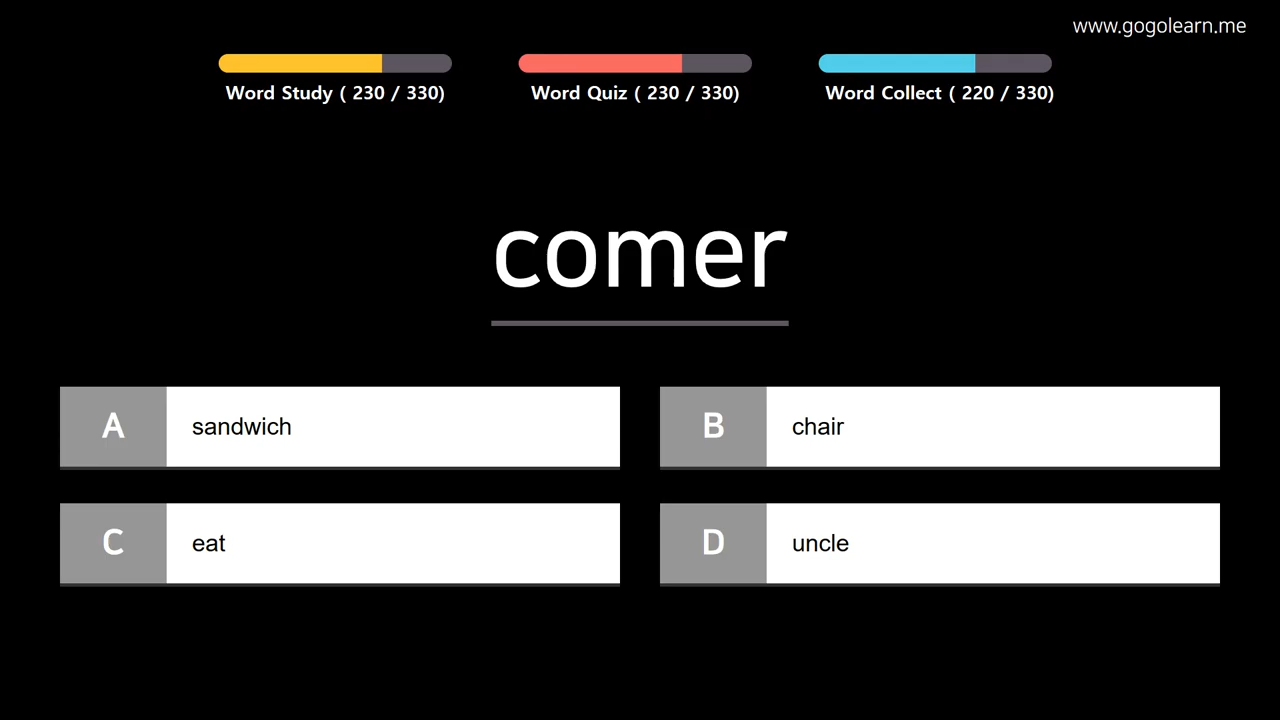 www.gogolearn.me
Word Study ( 230 / 330)
Word Quiz ( 230 / 330)
Word Collect ( 220 / 330)
comer
A sandwich
B chair
C eat
D uncle